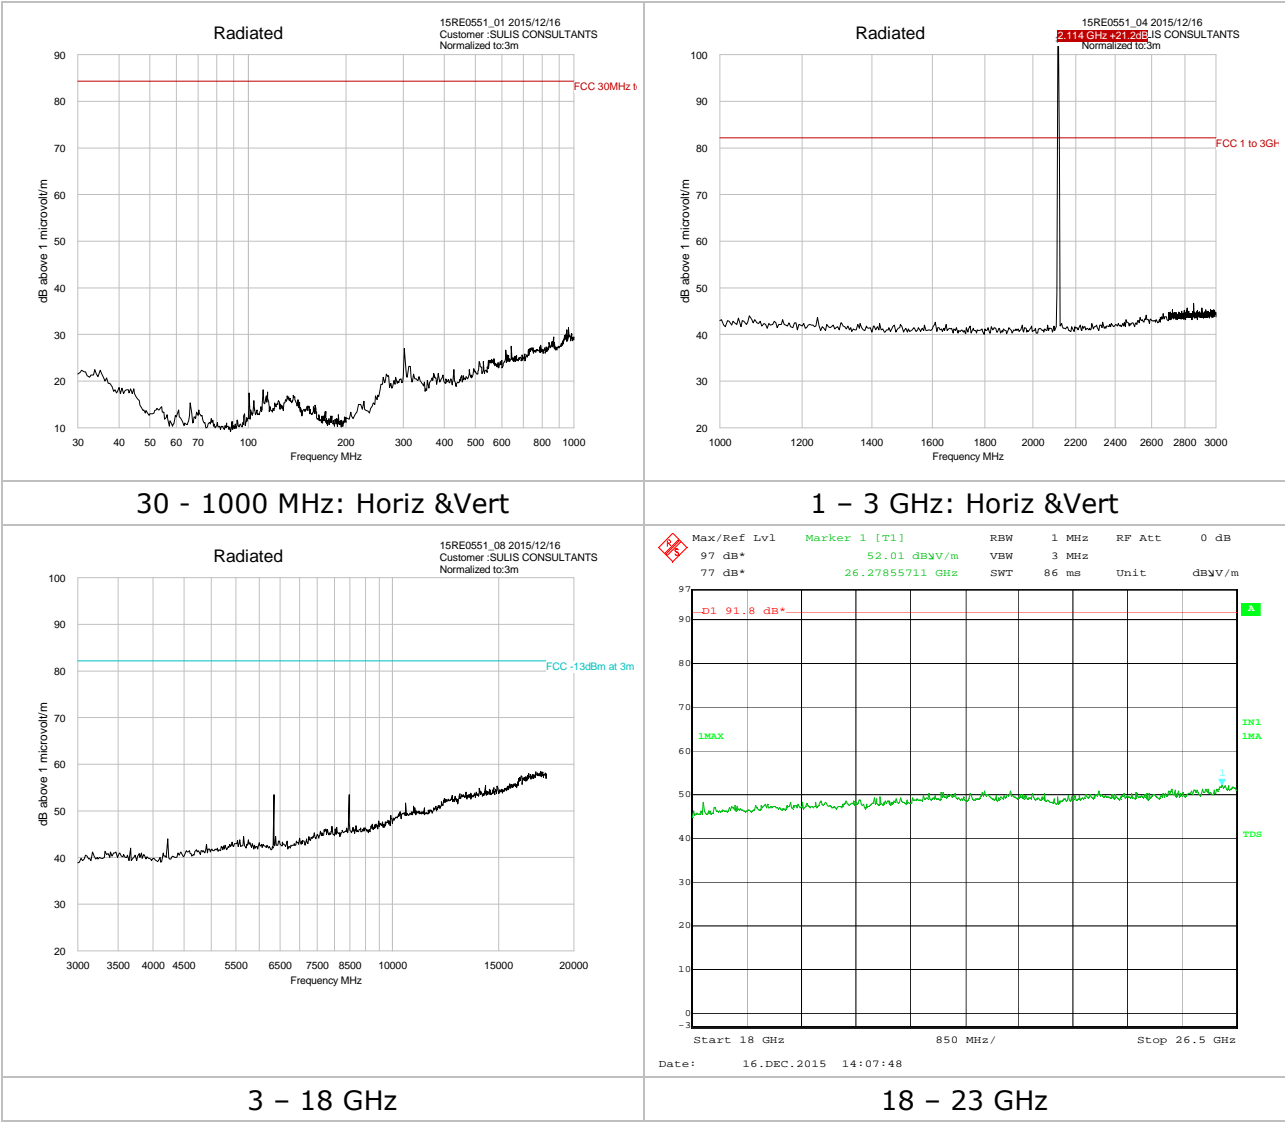 Radiated
15RE0551_01 2015/12/16
Customer :SULIS CONSULTANTS
Normalized to:3m
90
80
70
60
50
40
30
20
10
dB above 1 microvolt/m
FCC 30MHz t
30 40 50 60 70 100 200 300 400 500 600 800 1000
Frequency MHz
30 - 1000 MHz: Horiz &Vert
Radiated
15RE0551_04 2015/12/16
2.114 GHz +21.2dB LIS CONSULTANTS
Normalized to:3m
100
90
80
70
60
50
40
30
20
dB above 1 microvolt/m
FCC 1 to 3GH
1000 1200 1400 1600 1800 2000 2200 2400 2600 2800 3000
Frequency MHz
1 – 3 GHz: Horiz &Vert
Radiated
15RE0551_08 2015/12/16
Customer :SULIS CONSULTANTS
Normalized to:3m
100
90
80
70
60
50
40
30
20
dB above 1 microvolt/m
FCC -13dBm at 3m
3000 3500 4000 4500 5500 6500 7500 8500 10000 15000 20000
Frequency MHz
3 – 18 GHz
R S
Max/Ref Lvl Marker 1 [T1] RBW 1 MHz RF Att 0 dB
97 dB* 52.01 dBµV/m VBW 3 MHz
77 dB* 26.27855711 GHz SWT 86 ms Unit dBµV/m
97
D1 91.8 dB*
A
90
80
70
IN1
1MAX 1MA
60
1
50
TDS
40
30
20
10
0
-3
Start 18 GHz 850 MHz/ Stop 26.5 GHz
Date: 16.DEC.2015 14:07:48
18 – 23 GHz